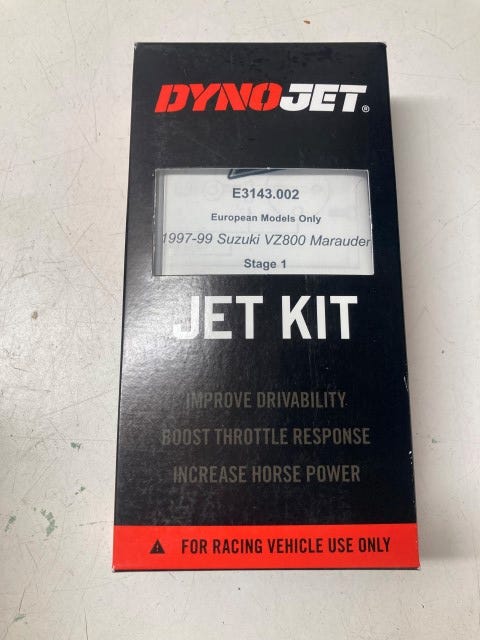 DYNOJET®
E3143.002
European Models Only
1997-99 Suzuki VZ800 Marauder
Stage 1
JET KIT
IMPROVE DRIVABILITY
BOOST THROTTLE RESPONSE
INCREASE HORSE POWER
⚠ FOR RACING VEHICLE USE ONLY